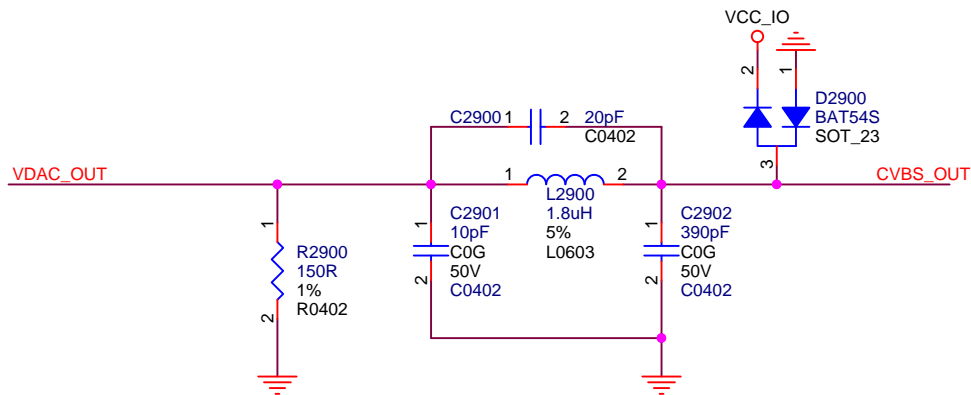 VCC_IO
2
1
D2900
BAT54S
SOT_23
3
C2900 1 2 20pF
C0402
VDAC_OUT
1 2
CVBS_OUT
L2900
1.8uH
5%
L0603
1
C2901
10pF
C0G
50V
C0402
2
1
C2902
390pF
C0G
50V
C0402
2
1
R2900
150R
1%
R0402
2